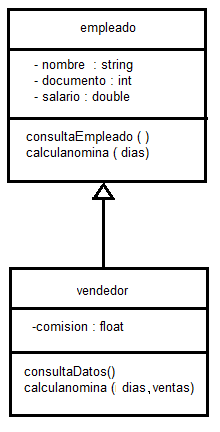 empleado
- nombre : string
- documento : int
- salario : double
consultaEmpleado ( )
calculanomina ( dias)
vendedor
-comision : float
consultaDatos()
calculanomina ( dias,ventas)